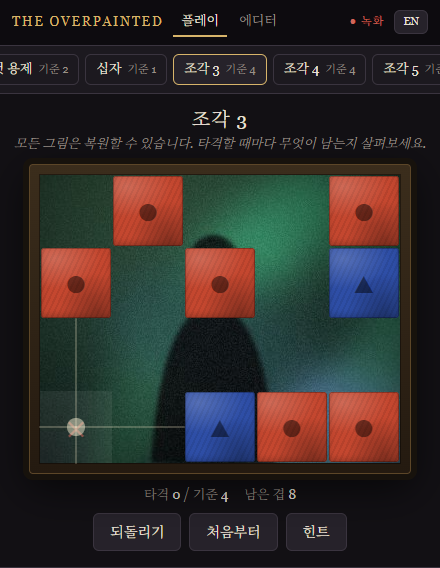 THE OVERPAINTED 플레이 에디터 녹화 EN
용제 기준 2 십자 기준 1 조각 3 기준 4 조각 4 기준 4 조각 5
조각 3
모든 그림은 복원할 수 있습니다. 타격할 때마다 무엇이 남는지 살펴보세요.
타격 0 / 기준 4 남은 겹 8
되돌리기 처음부터 힌트